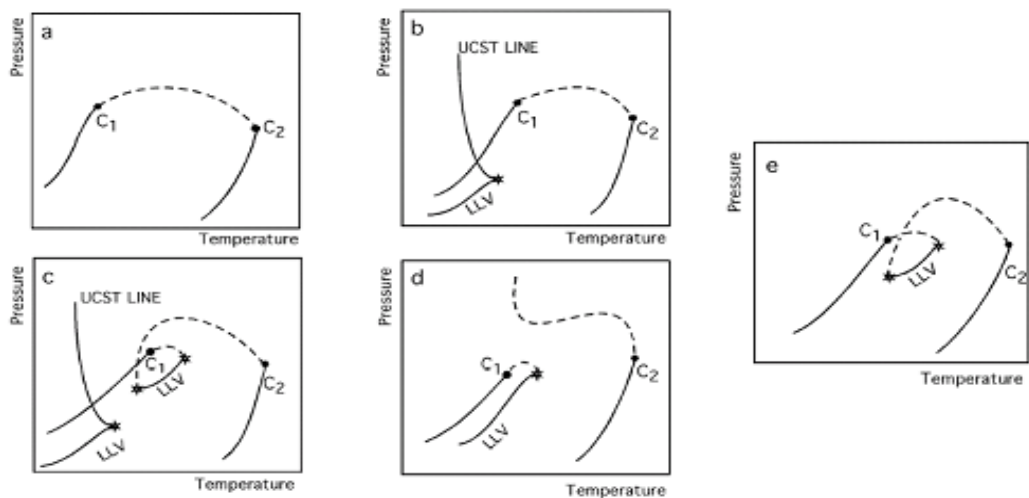 a
Pressure
C1
C2
Temperature
b
Pressure
UCST LINE
C1
C2
LLV
Temperature
c
Pressure
UCST LINE
C1
LLV
C2
LLV
Temperature
d
Pressure
C1
LLV
C2
Temperature
e
Pressure
C1
LLV
C2
Temperature